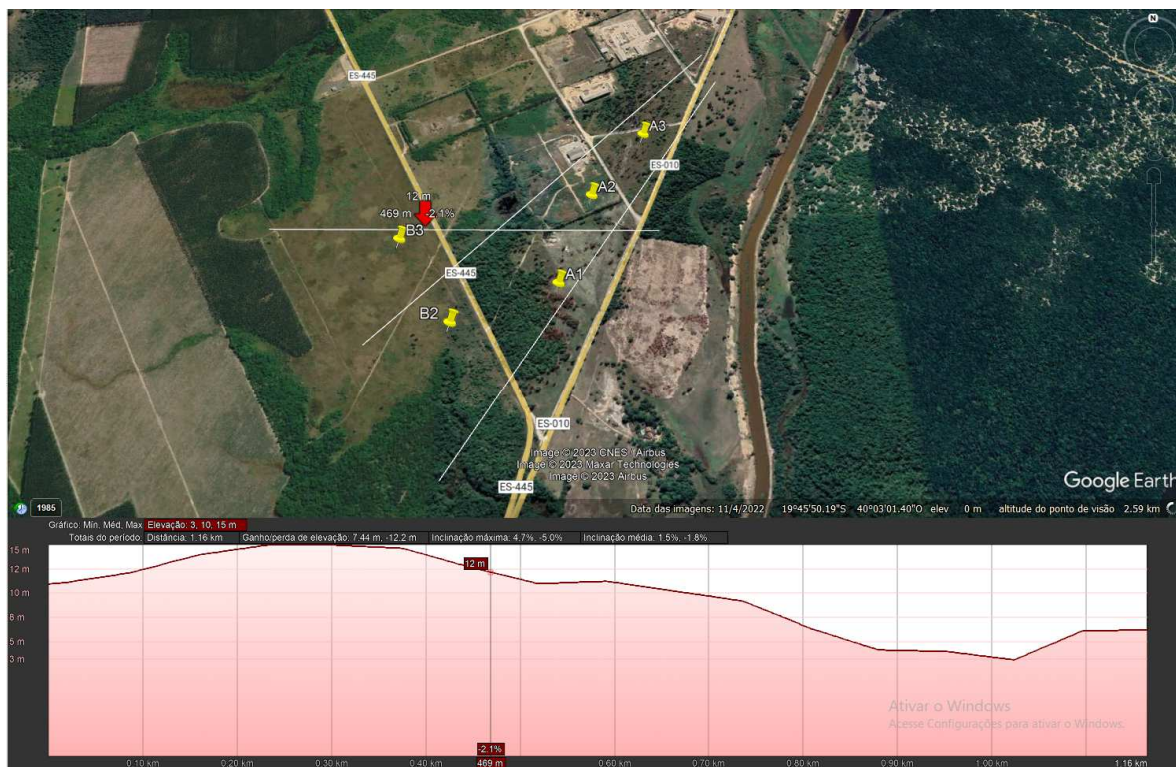 N
ES-445
A3
ES-010
A2
12 m
469 m -2.1%
B3
ES-445
A1
B2
ES-010
Image © 2023 CNES / Airbus
Image © 2023 Maxar Technologies
Image © 2023 Airbus
ES-445
Google Earth
1985
Data das imagens: 11/4/2022 19°45'50.19"S 40°03'01.40"O elev 0 m altitude do ponto de visão 2.59 km
Gráfico: Mín. Méd, Max Elevação: 3, 10, 15 m
Totais do período. Distância: 1.16 km Ganho/perda de elevação: 7.44 m, -12.2 m Inclinação máxima: 4.7%, -5.0% Inclinação média: 1.5%, -1.8%
15 m
12 m
12 m
10 m
8 m
5 m
3 m
Ativar o Windows
Acesse Configurações para ativar o Windows.
-2.1%
0.10 km 0.20 km 0.30 km 0.40 km 469 m 0.60 km 0.70 km 0.80 km 0.90 km 1.00 km 1.16 km